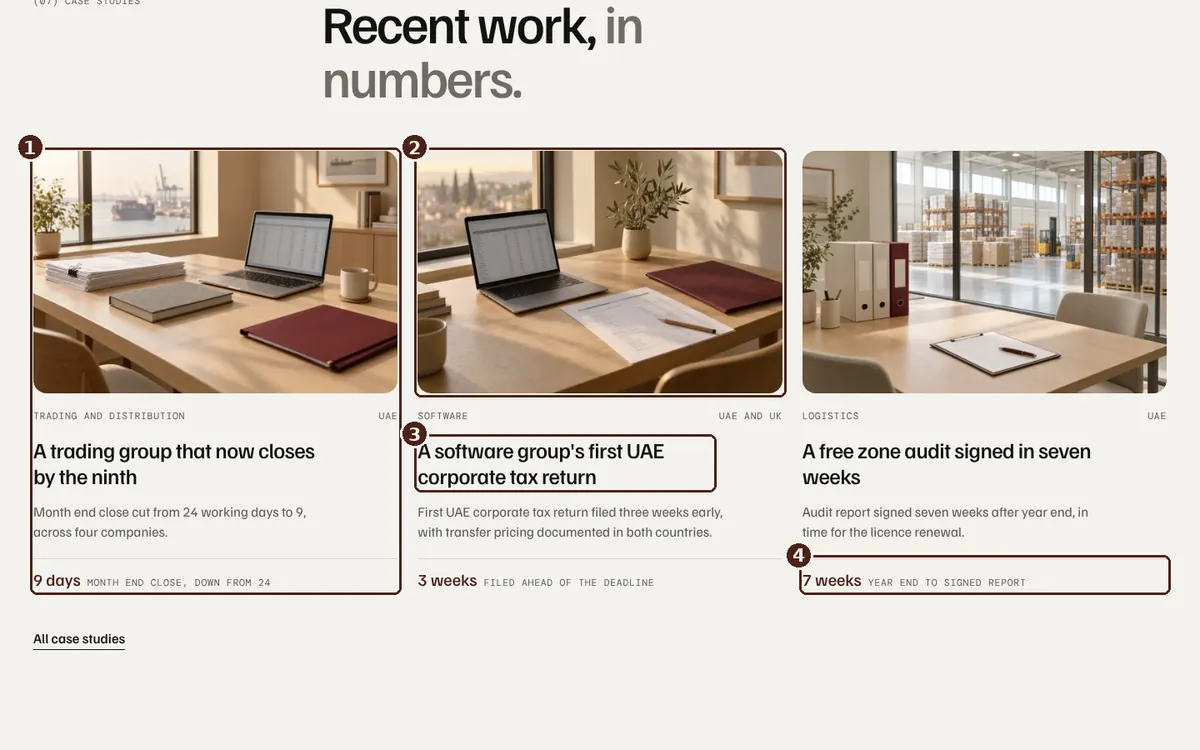 (07) CASE STUDIES
Recent work, in
numbers.
1
2
TRADING AND DISTRIBUTION UAE
A trading group that now closes
by the ninth
Month end close cut from 24 working days to 9,
across four companies.
9 days MONTH END CLOSE, DOWN FROM 24
SOFTWARE UAE AND UK
3
A software group's first UAE
corporate tax return
First UAE corporate tax return filed three weeks early,
with transfer pricing documented in both countries.
3 weeks FILED AHEAD OF THE DEADLINE
LOGISTICS UAE
A free zone audit signed in seven
weeks
Audit report signed seven weeks after year end, in
time for the licence renewal.
4
7 weeks YEAR END TO SIGNED REPORT
All case studies